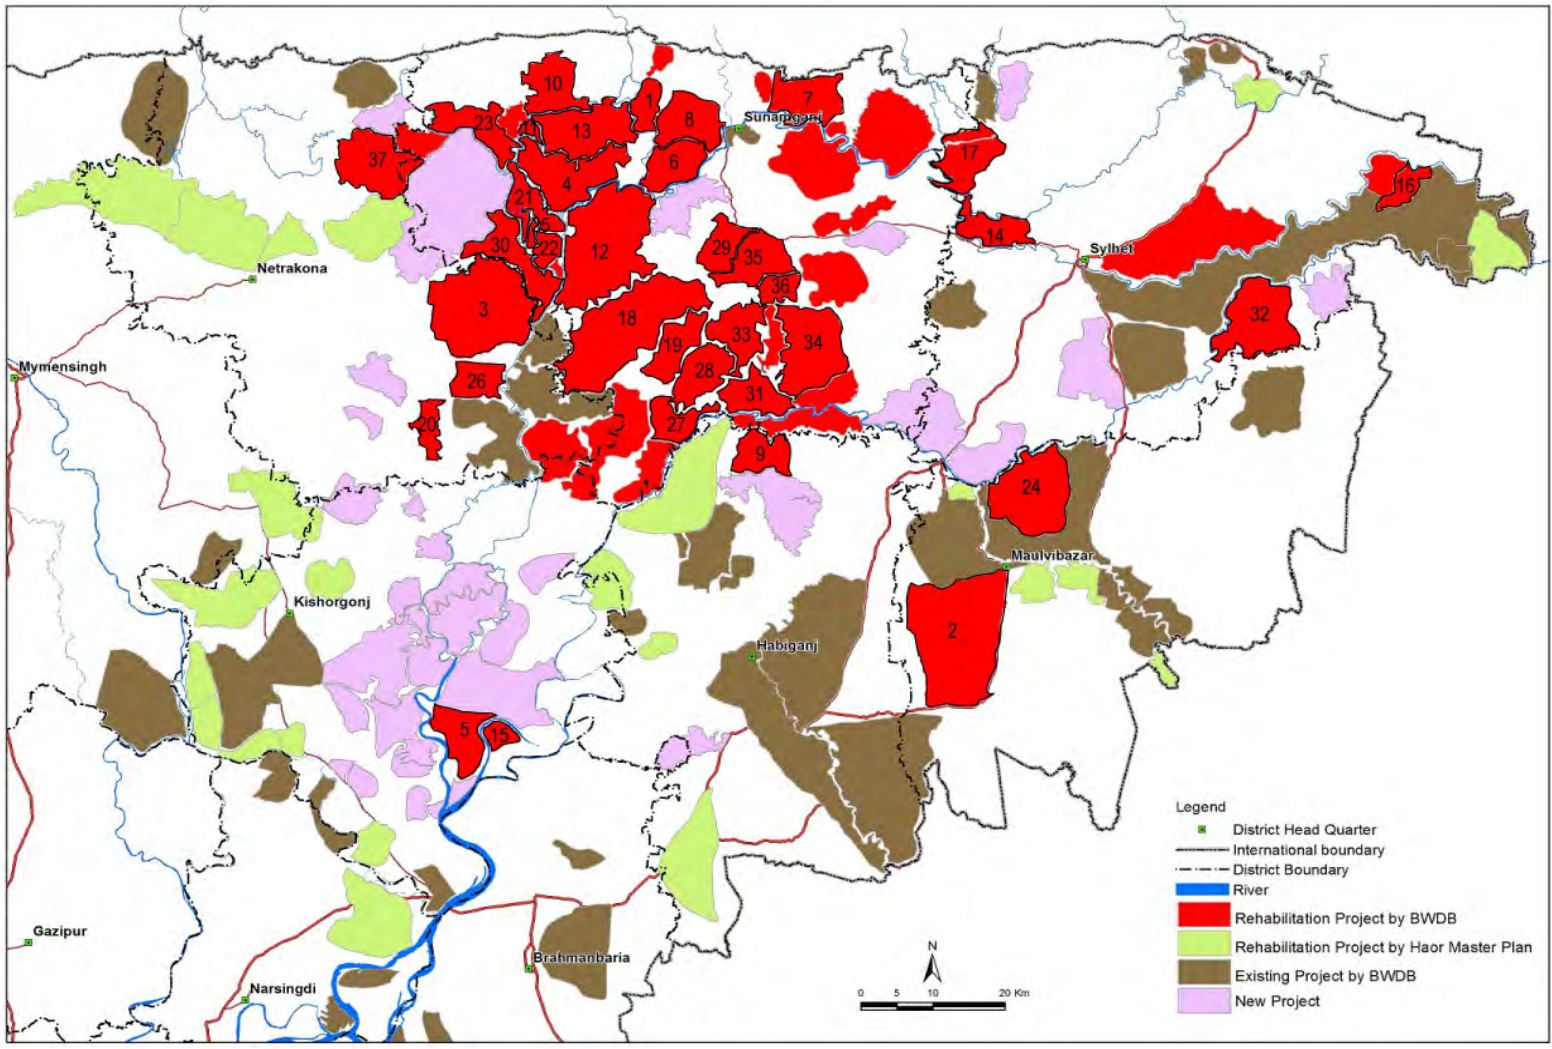 10
1
7
23
11
13
8
Sunamganj
37
6
17
4
16
21
25
14
30
22
12
29
35
Sylhet
Netrakona
36
3
18
32
33
34
19
Mymensingh
28
26
31
20
27
9
24
Maulvibazar
Kishorgonj
2
Habiganj
5
15
Legend
District Head Quarter
International boundary
District Boundary
River
Rehabilitation Project by BWDB
Rehabilitation Project by Haor Master Plan
Existing Project by BWDB
New Project
Gazipur
N
Brahmanbaria
Narsingdi
0 5 10 20 Km